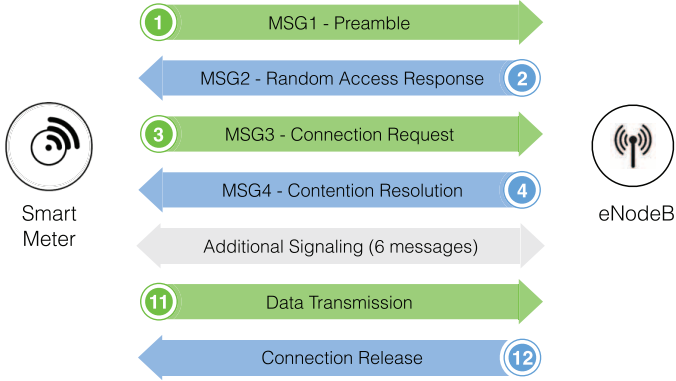 1 MSG1 - Preamble
MSG2 - Random Access Response 2
3 MSG3 - Connection Request
MSG4 - Contention Resolution 4
Smart
Meter
eNodeB
Additional Signaling (6 messages)
11 Data Transmission
Connection Release 12